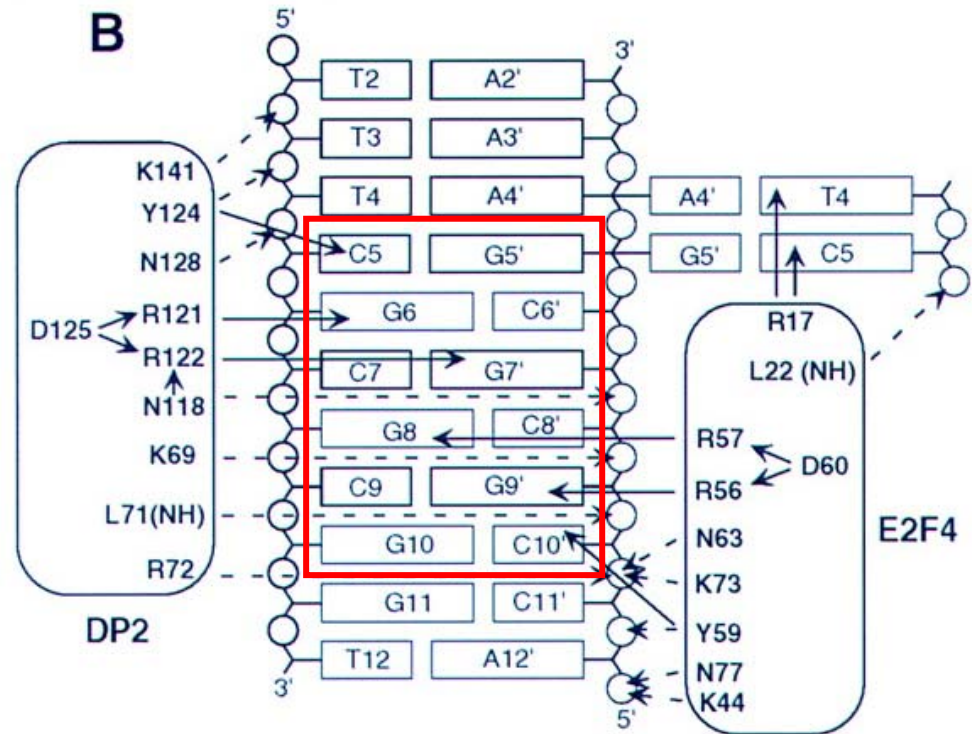 B
5'
3'
T2 A2'
T3 A3'
T4 A4' A4' T4
C5 G5' G5' C5
G6 C6'
C7 G7'
G8 C8'
C9 G9'
G10 C10'
G11 C11'
T12 A12'
3'
5'
K141
Y124
N128
D125 R121
R122
N118
K69
L71(NH)
R72
DP2
R17
L22 (NH)
R57
D60
R56
N63
K73
Y59
N77
K44
E2F4